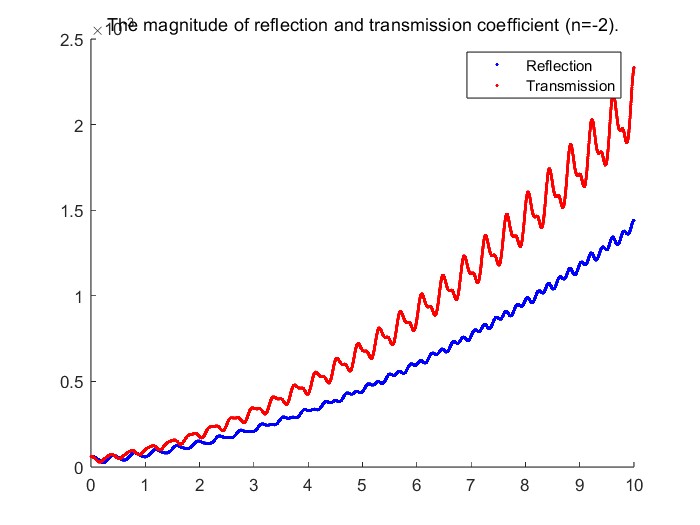 The magnitude of reflection and transmission coefficient (n=-2).
2.5
2
1.5
1
0.5
0
0 1 2 3 4 5 6 7 8 9 10
Reflection
Transmission